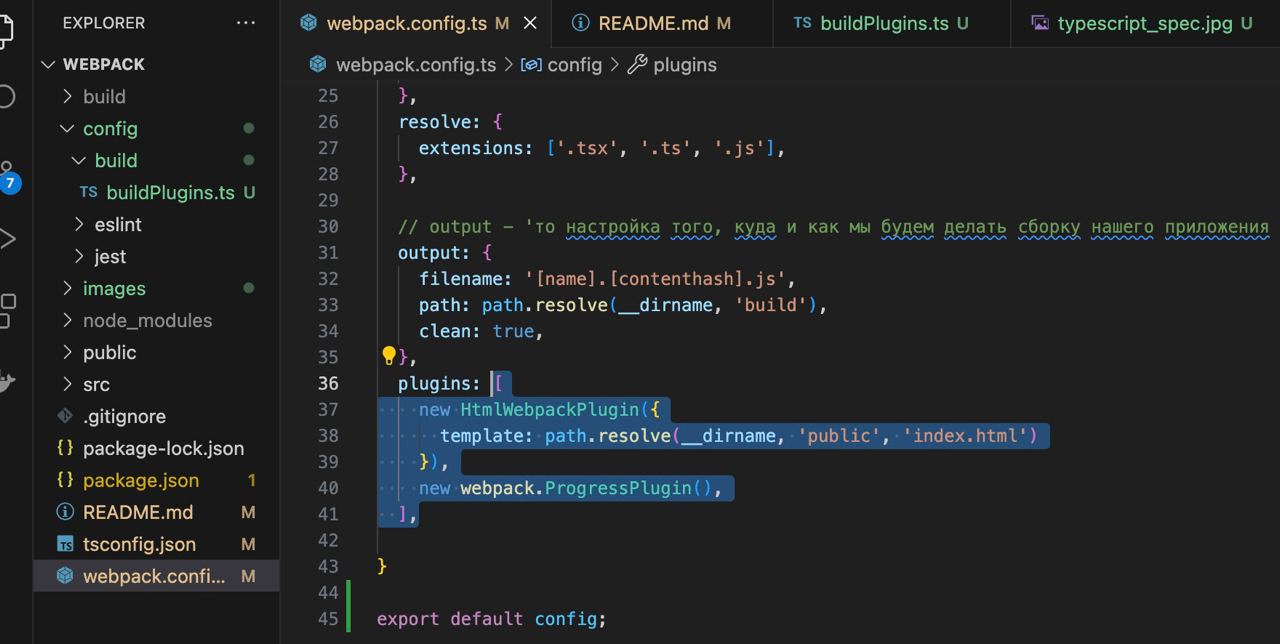 EXPLORER ...
WEBPACK
build
config
build
TS buildPlugins.ts U
eslint
jest
images
node_modules
public
src
.gitignore
{} package-lock.json
{} package.json 1
README.md M
TS tsconfig.json M
webpack.confi... M
7
webpack.config.ts M
README.md M
TS buildPlugins.ts U
typescript_spec.jpg U
webpack.config.ts > config > plugins
25 },
26 resolve: {
27 extensions: ['.tsx', '.ts', '.js'],
28 },
29
30 // output - 'то настройка того, куда и как мы будем делать сборку нашего приложения
31 output: {
32 filename: '[name].[contenthash].js',
33 path: path.resolve(__dirname, 'build'),
34 clean: true,
35 },
36 plugins: [
37 new HtmlWebpackPlugin({
38 template: path.resolve(__dirname, 'public', 'index.html')
39 }),
40 new webpack.ProgressPlugin(),
41 ],
42
43 }
44
45 export default config;